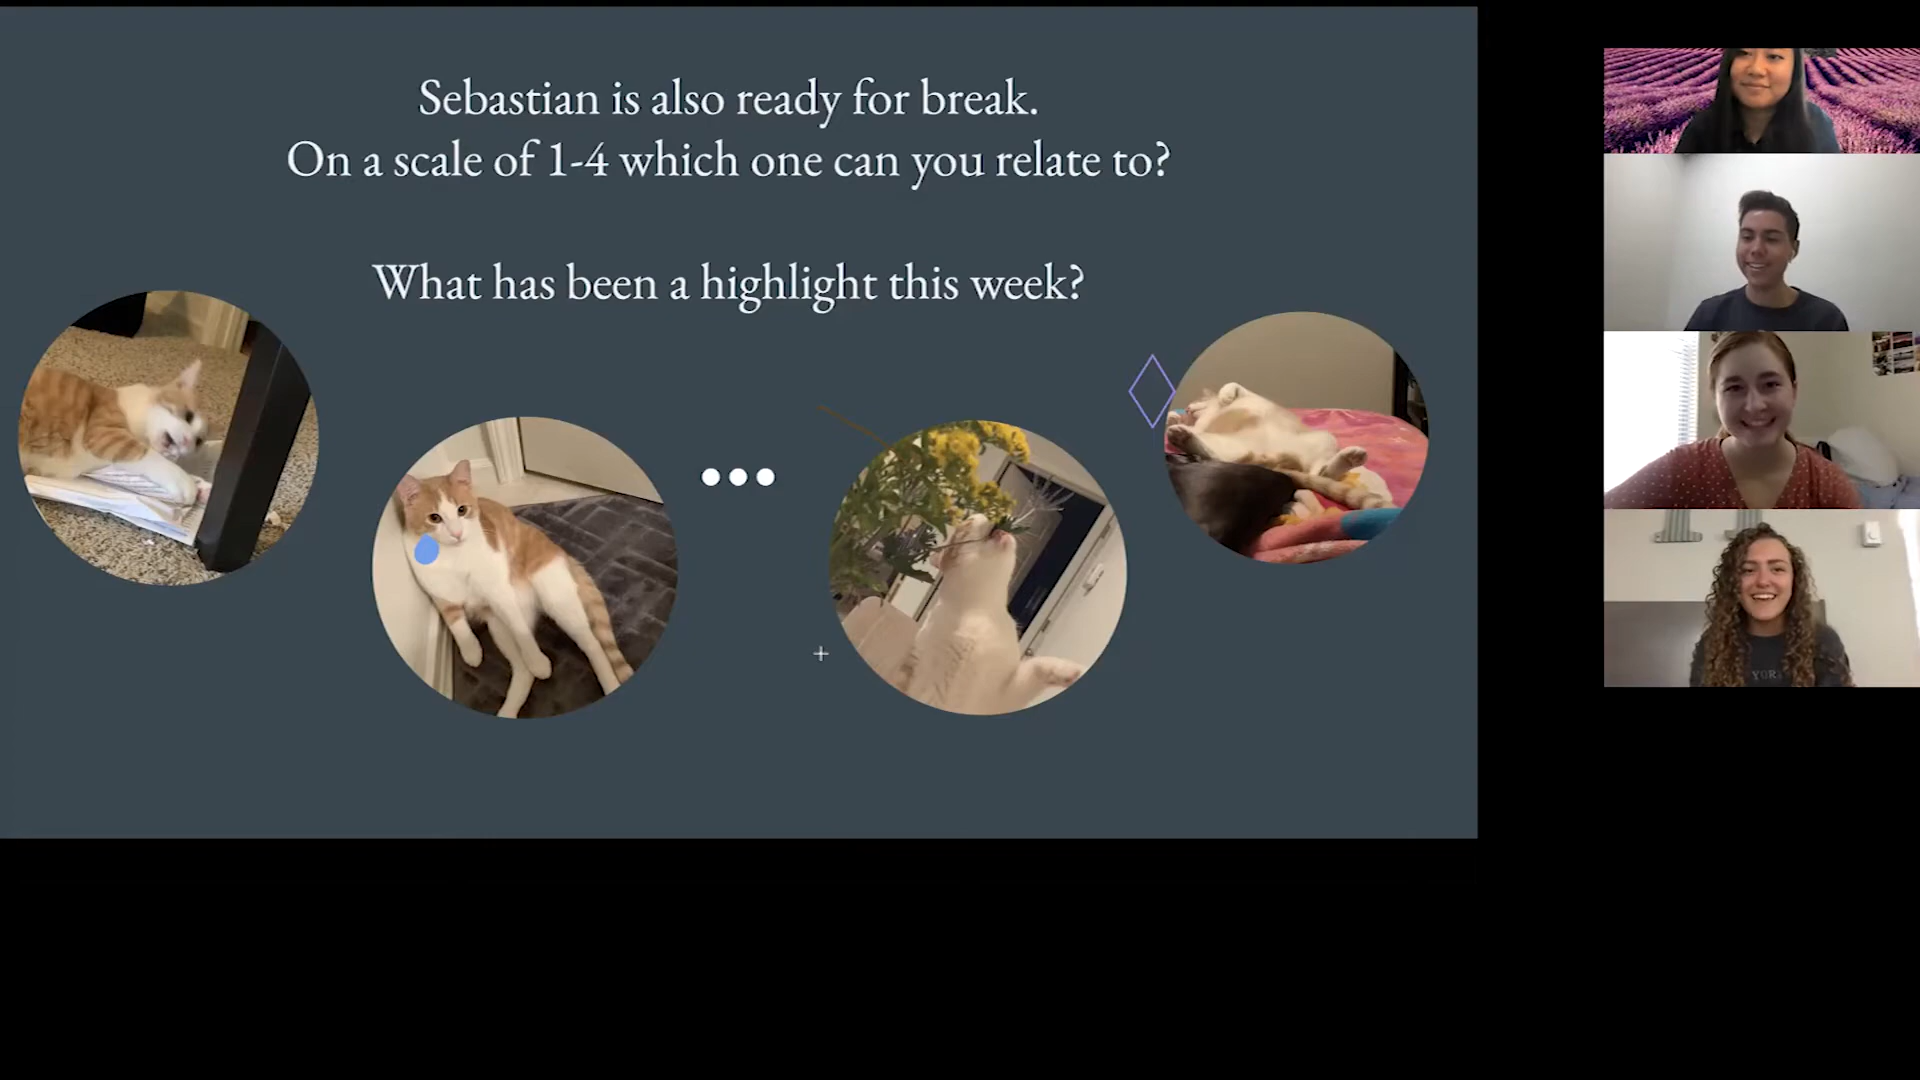 Sebastian is also ready for break.
On a scale of 1-4 which one can you relate to?
What has been a highlight this week?
YORK